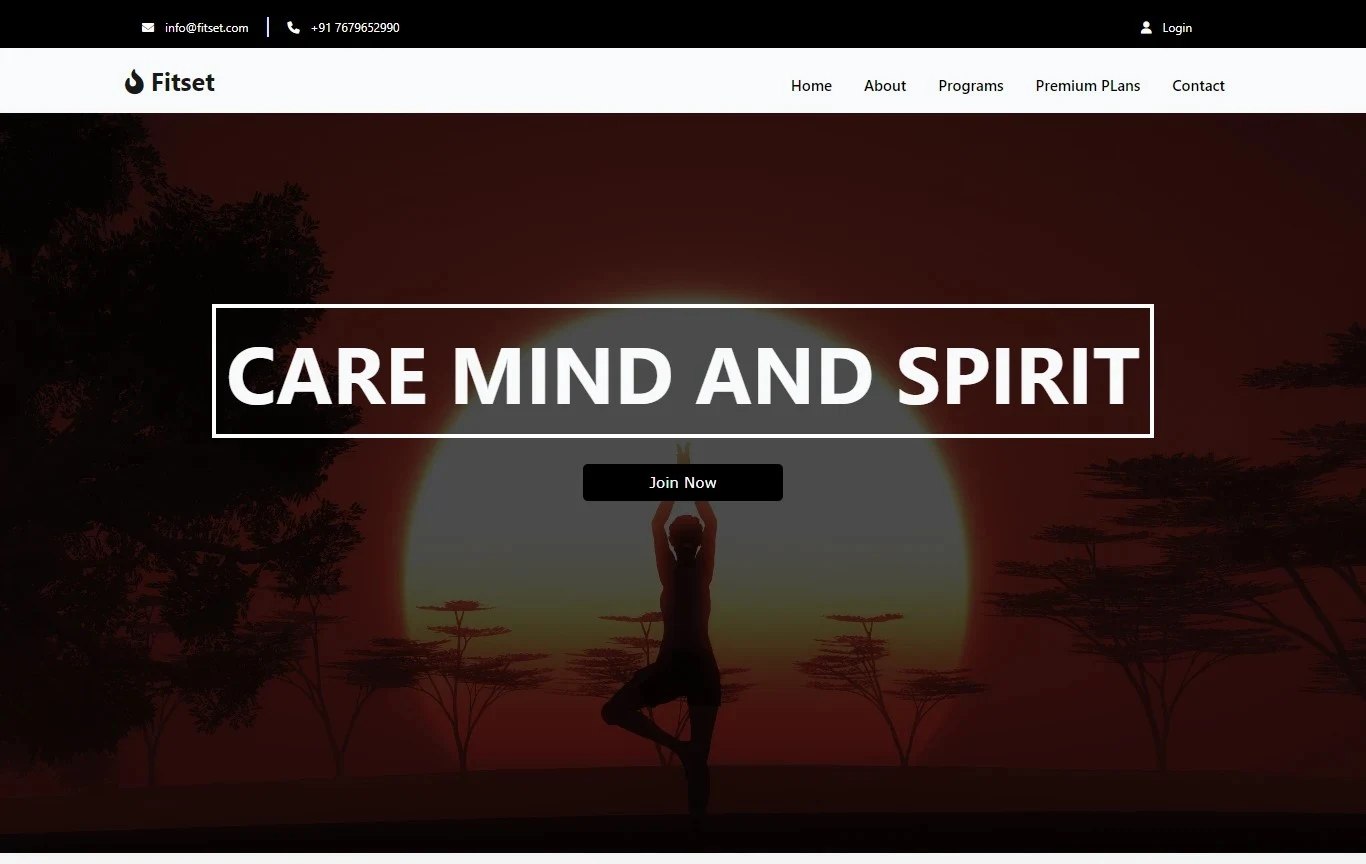 info@fitset.com
+91 7679652990
Login
Fitset
Home
About
Programs
Premium PLans
Contact
CARE MIND AND SPIRIT
Join Now